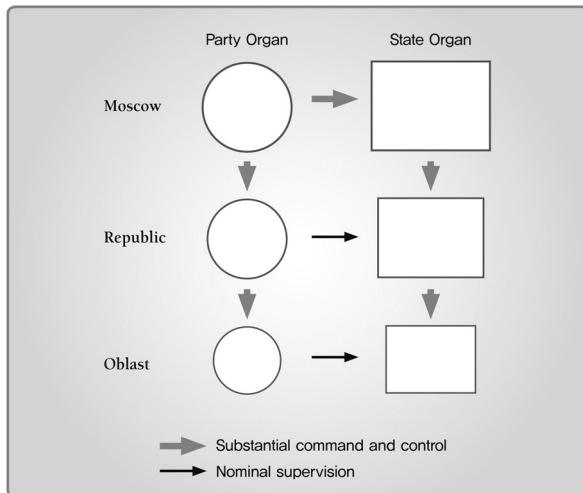 Party Organ State Organ
Moscow
Republic
Oblast
Substantial command and control
Nominal supervision